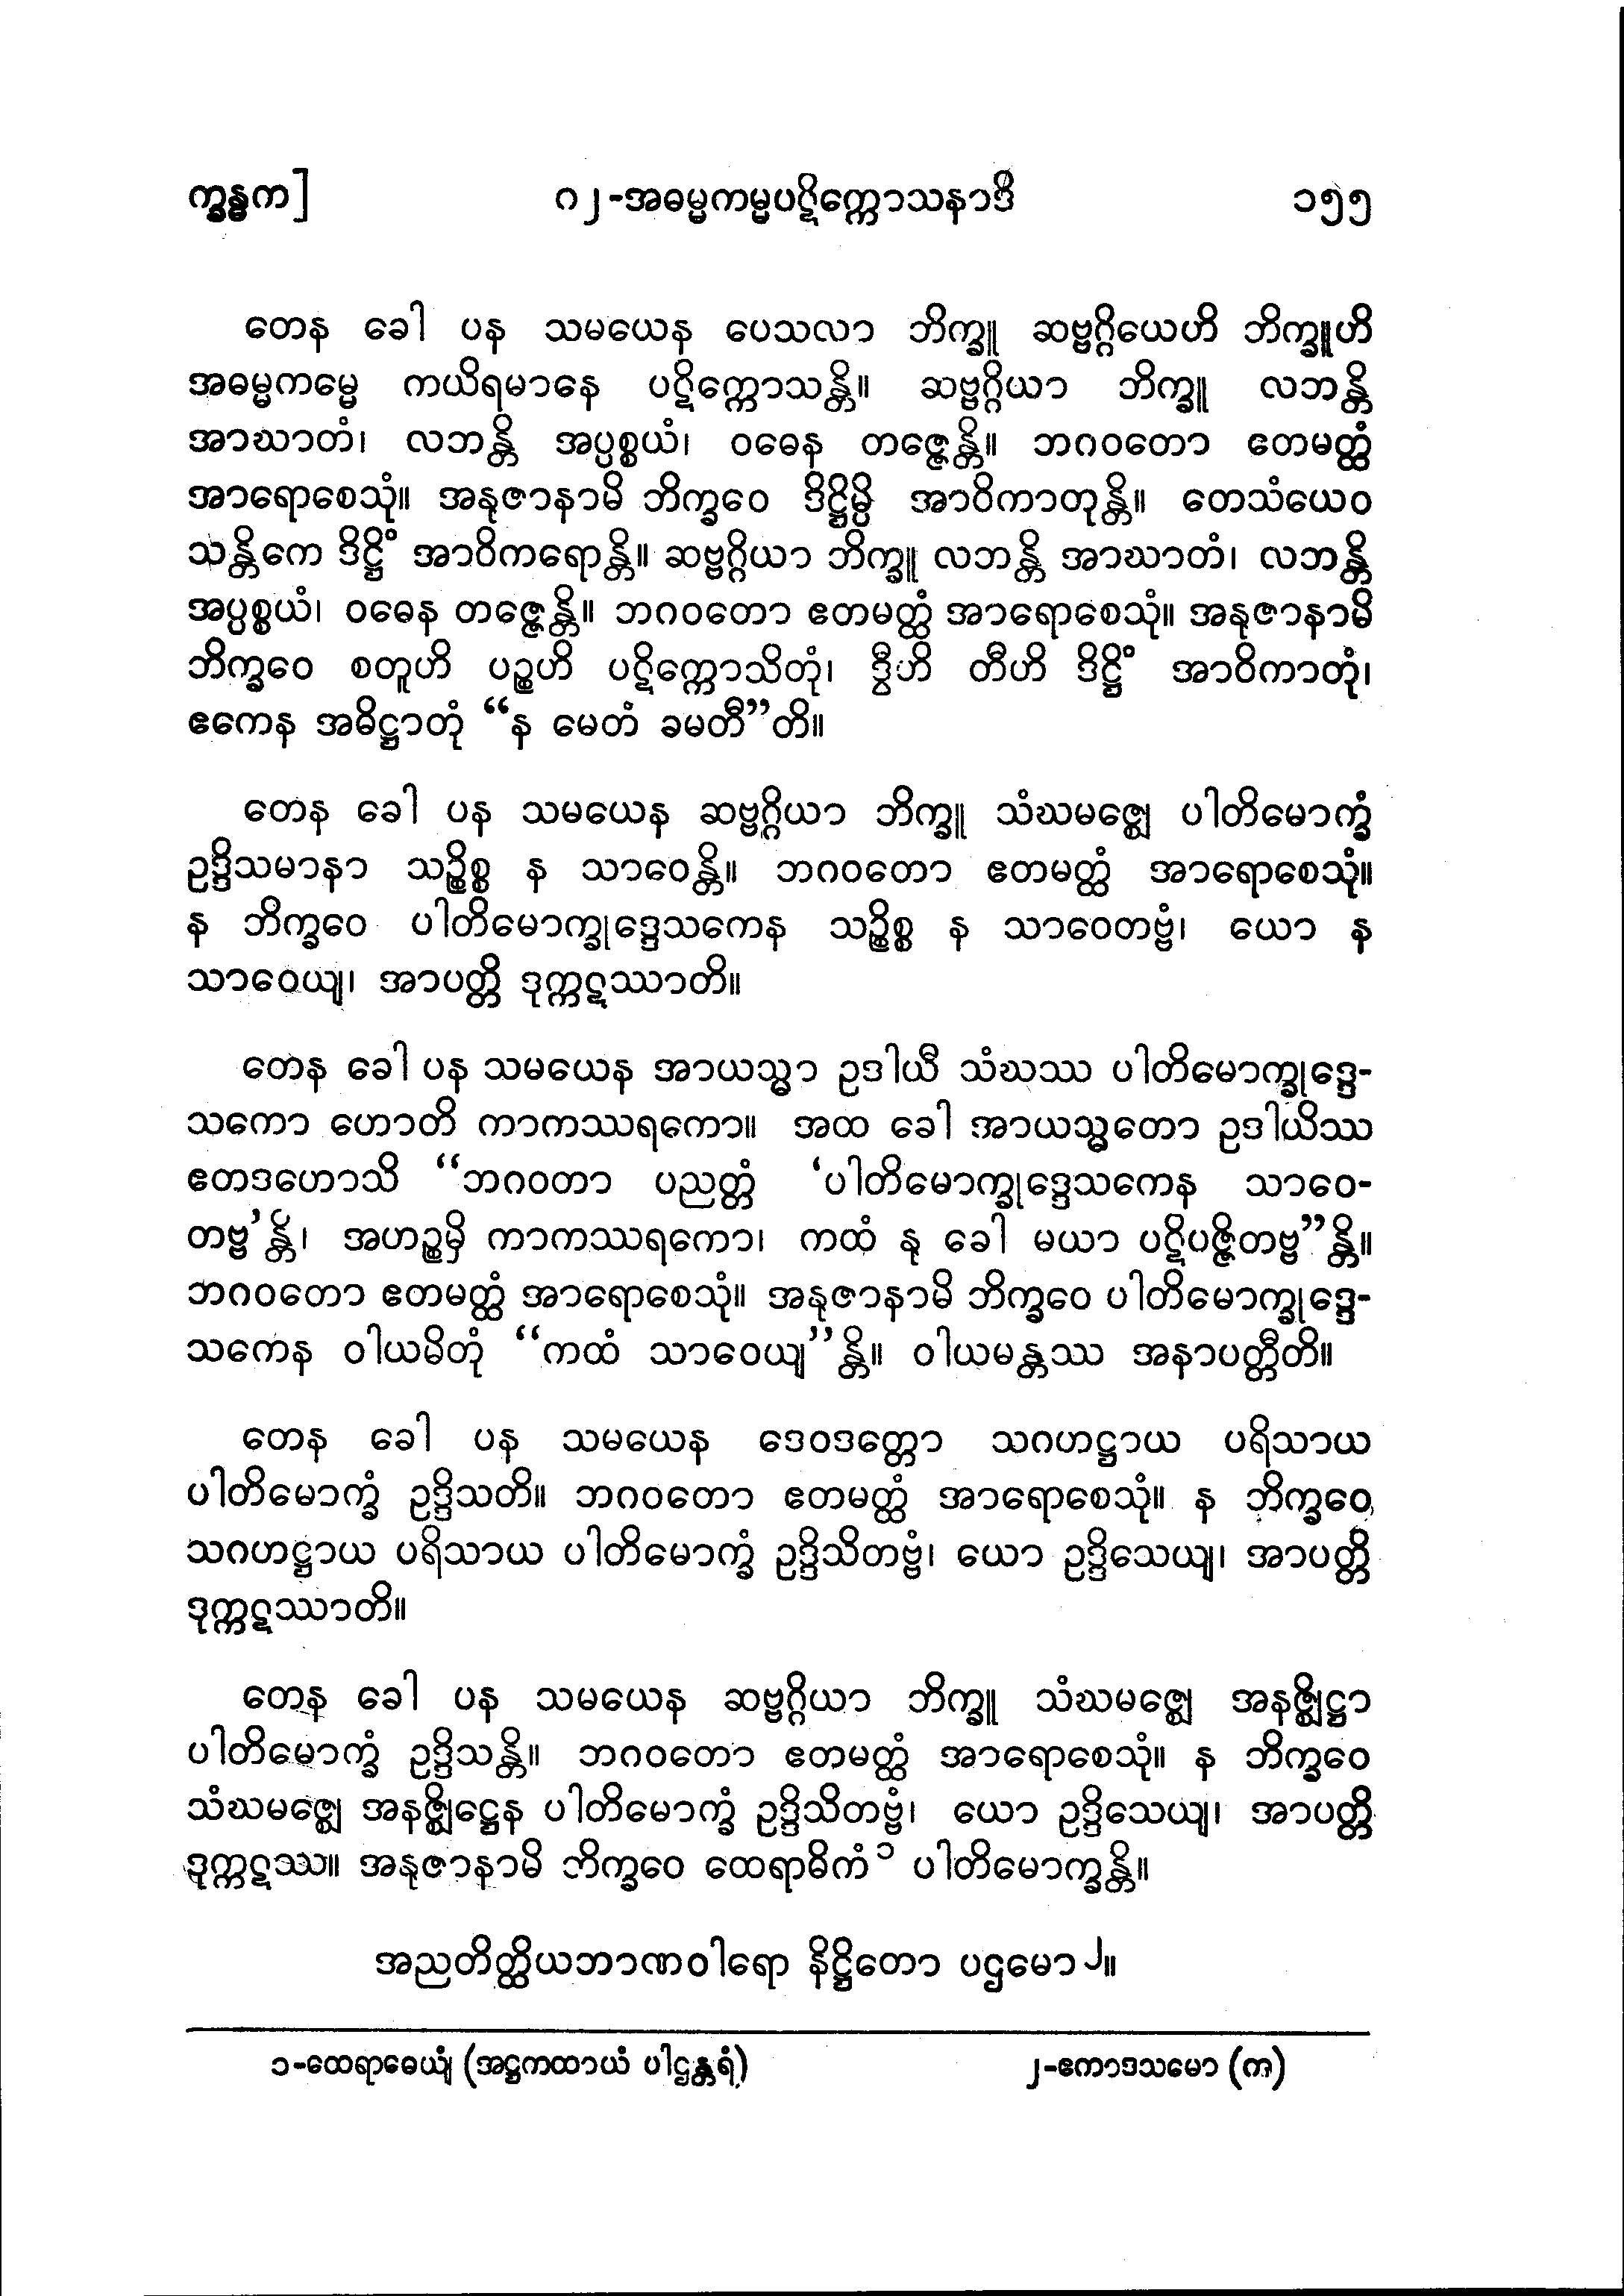 က္ခန္ဓက]
ဂ၂-အဓမ္မကမ္မပဋိက္ကောသနာဒိ
၁၅၅
တေန ခေါ ပန သမယေန ပေသလာ ဘိက္ခူ ဆဗ္ဗဂ္ဂိယေဟိ ဘိက္ခူဟိ
အဓမ္မကမ္မေ ကယိရမာနေ ပဋိက္ကောသန္တိ။ ဆဗ္ဗဂ္ဂိယာ ဘိက္ခူ လဘန္တိ
အာဃာတံ၊ လဘန္တိ အပ္ပစ္စယံ၊ ဝဓေန တဇ္ဇေန္တိ။ ဘဂဝတော ဧတမတ္ထံ
အာရောစေသုံ။ အနုဇာနာမိ ဘိက္ခဝေ ဒိဋ္ဌိမ္ပိ အာဝိကာတုန္တိ။ တေသံယေဝ
သန္တိကေ ဒိဋ္ဌိံ အာဝိကရောန္တိ။ ဆဗ္ဗဂ္ဂိယာ ဘိက္ခူ လဘန္တိ အာဃာတံ၊ လဘန္တိ
အပ္ပစ္စယံ၊ ဝဓေန တဇ္ဇေန္တိ။ ဘဂဝတော ဧတမတ္ထံ အာရောစေသုံ။ အနုဇာနာမိ
ဘိက္ခဝေ စတူဟိ ပဉ္စဟိ ပဋိက္ကောသိတုံ၊ ဒွီဟိ တီဟိ ဒိဋ္ဌိံ အာဝိကာတုံ၊
ဧကေန အဓိဋ္ဌာတုံ “န မေတံ ခမတီ”တိ။
တေန ခေါ ပန သမယေန ဆဗ္ဗဂ္ဂိယာ ဘိက္ခူ သံဃမဇ္ဈေ ပါတိမောက္ခံ
ဥဒ္ဒိသမာနာ သဉ္စိစ္စ န သာဝေန္တိ။ ဘဂဝတော ဧတမတ္ထံ အာရောစေသုံ။
န ဘိက္ခဝေ ပါတိမောက္ခုဒ္ဒေသကေန သဉ္စိစ္စ န သာဝေတဗ္ဗံ၊ ယော န
သာဝေယျ၊ အာပတ္တိ ဒုက္ကဋဿာတိ။
တေန ခေါ ပန သမယေန အာယသ္မာ ဥဒါယီ သံဃဿ ပါတိမောက္ခုဒ္ဒေ-
သကော ဟောတိ ကာကဿရကော။ အထ ခေါ အာယသ္မတော ဥဒါယိဿ
ဧတဒဟောသိ “ဘဂဝတာ ပညတ္တံ ‘ပါတိမောက္ခုဒ္ဒေသကေန သာဝေ-
တဗ္ဗ’န္တိ၊ အဟဉ္စမှိ ကာကဿရကော၊ ကထံ နု ခေါ မယာ ပဋိပဇ္ဇိတဗ္ဗ”န္တိ။
ဘဂဝတော ဧတမတ္ထံ အာရောစေသုံ။ အနုဇာနာမိ ဘိက္ခဝေ ပါတိမောက္ခုဒ္ဒေ-
သကေန ဝါယမိတုံ “ကထံ သာဝေယျ”န္တိ။ ဝါယမန္တဿ အနာပတ္တီတိ။
တေန ခေါ ပန သမယေန ဒေဝဒတ္တော သဂဟဋ္ဌာယ ပရိသာယ
ပါတိမောက္ခံ ဥဒ္ဒိသတိ။ ဘဂဝတော ဧတမတ္ထံ အာရောစေသုံ။ န ဘိက္ခဝေ
သဂဟဋ္ဌာယ ပရိသာယ ပါတိမောက္ခံ ဥဒ္ဒိသိတဗ္ဗံ၊ ယော ဥဒ္ဒိသေယျ၊ အာပတ္တိ
ဒုက္ကဋဿာတိ။
တေန ခေါ ပန သမယေန ဆဗ္ဗဂ္ဂိယာ ဘိက္ခူ သံဃမဇ္ဈေ အနဇ္ဈိဋ္ဌာ
ပါတိမောက္ခံ ဥဒ္ဒိသန္တိ။ ဘဂဝတော ဧတမတ္ထံ အာရောစေသုံ။ န ဘိက္ခဝေ
သံဃမဇ္ဈေ အနဇ္ဈိဋ္ဌေန ပါတိမောက္ခံ ဥဒ္ဒိသိတဗ္ဗံ၊ ယော ဥဒ္ဒိသေယျ၊ အာပတ္တိ
ဒုက္ကဋဿ။ အနုဇာနာမိ ဘိက္ခဝေ ထေရာဓိကံ၁ ပါတိမောက္ခန္တိ။
အညတိတ္ထိယဘာဏဝါရော နိဋ္ဌိတော ပဌမော၂။
၁-ထေရာဓေယျံ (အဋ္ဌကထာယံ ပါဌန္တရံ)
၂-ဧကာဒသမော (က)